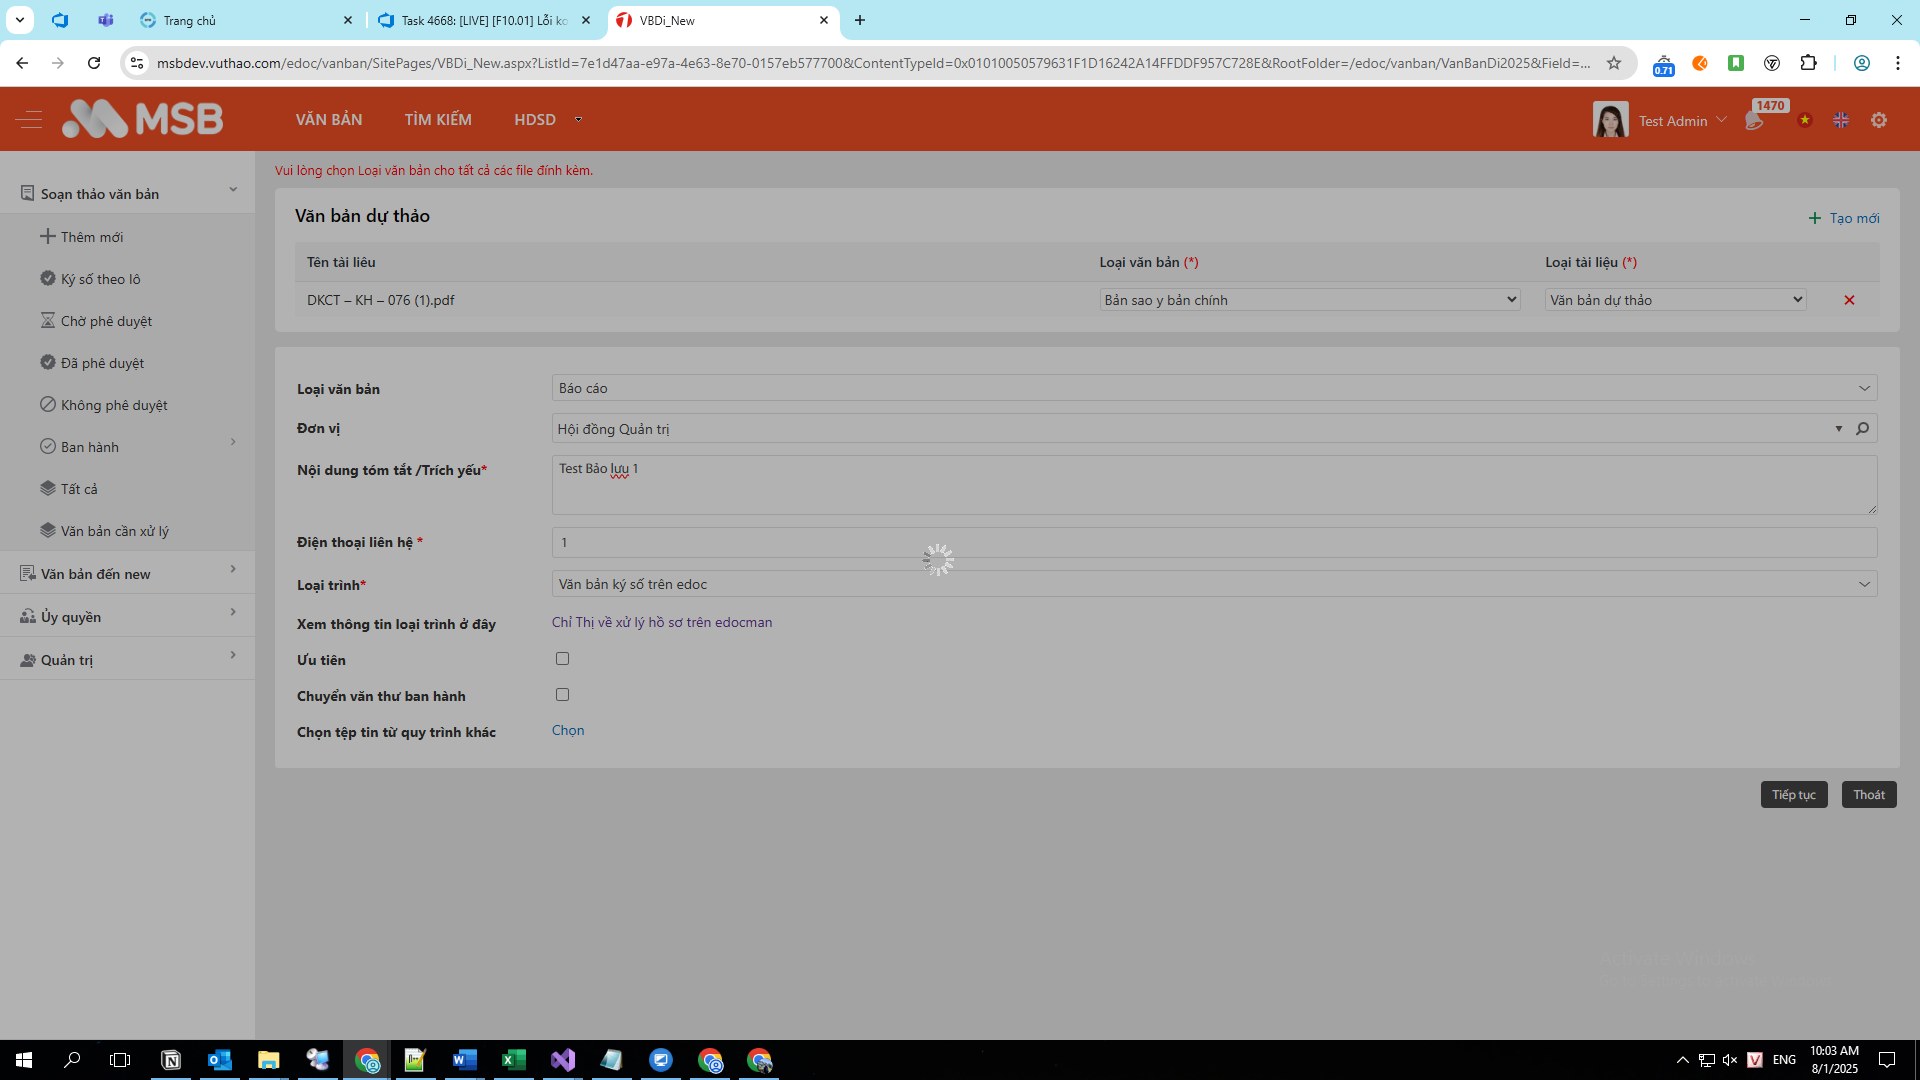 Trang chủ
Task 4668: [LIVE] [F10.01] Lỗi ko
VBDi_New
msbdev.vuthao.com/edoc/vanban/SitePages/VBDi_New.aspx?ListId=7e1d47aa-e97a-4e63-8e70-0157eb577700&ContentTypeId=0x01010050579631F1D16242A14FFDDF957C728E&RootFolder=/edoc/vanban/VanBanDi2025&Field=...
0.71
MSB
VĂN BẢN
TÌM KIẾM
HDSD
Test Admin
1470
Vui lòng chọn Loại văn bản cho tất cả các file đính kèm.
Soạn thảo văn bản
Thêm mới
Ký số theo lô
Chờ phê duyệt
Đã phê duyệt
Không phê duyệt
Ban hành
Tất cả
Văn bản cần xử lý
Văn bản đến new
Ủy quyền
Quản trị
Văn bản dự thảo
Tạo mới
Tên tài liêu
Loại văn bản (*)
Loại tài liệu (*)
DKCT – KH – 076 (1).pdf
Bản sao y bản chính
Văn bản dự thảo
Loại văn bản
Báo cáo
Đơn vị
Hội đồng Quản trị
Nội dung tóm tắt /Trích yếu*
Test Bảo lựu 1
Điện thoại liên hệ *
1
Loại trình*
Văn bản ký số trên edoc
Xem thông tin loại trình ở đây
Chỉ Thị về xử lý hồ sơ trên edocman
Ưu tiên
Chuyển văn thư ban hành
Chọn tệp tin từ quy trình khác
Chọn
Tiếp tục
Thoát
Activate Windows
ENG
10:03 AM
8/1/2025